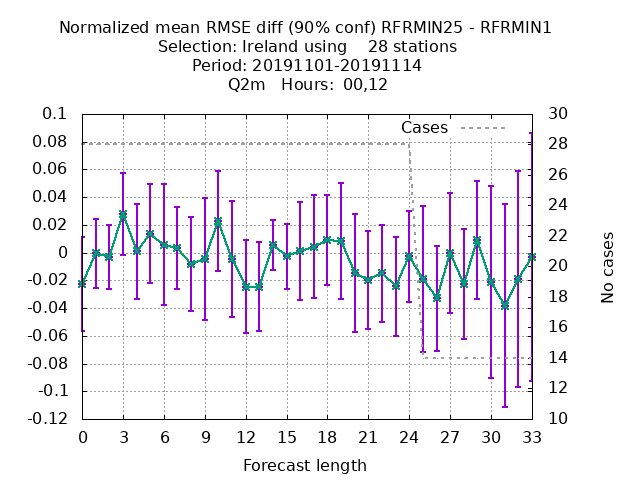 Normalized mean RMSE diff (90% conf) RFRMIN25 - RFRMIN1
Selection: Ireland using    28 stations
Period: 20191101-20191114
Q2m   Hours:  00,12
Cases
0.1
0.08
0.06
0.04
0.02
0
-0.02
-0.04
-0.06
-0.08
-0.1
-0.12
30
28
26
24
22
20
18
16
14
12
10
No cases
0 3 6 9 12 15 18 21 24 27 30 33
Forecast length